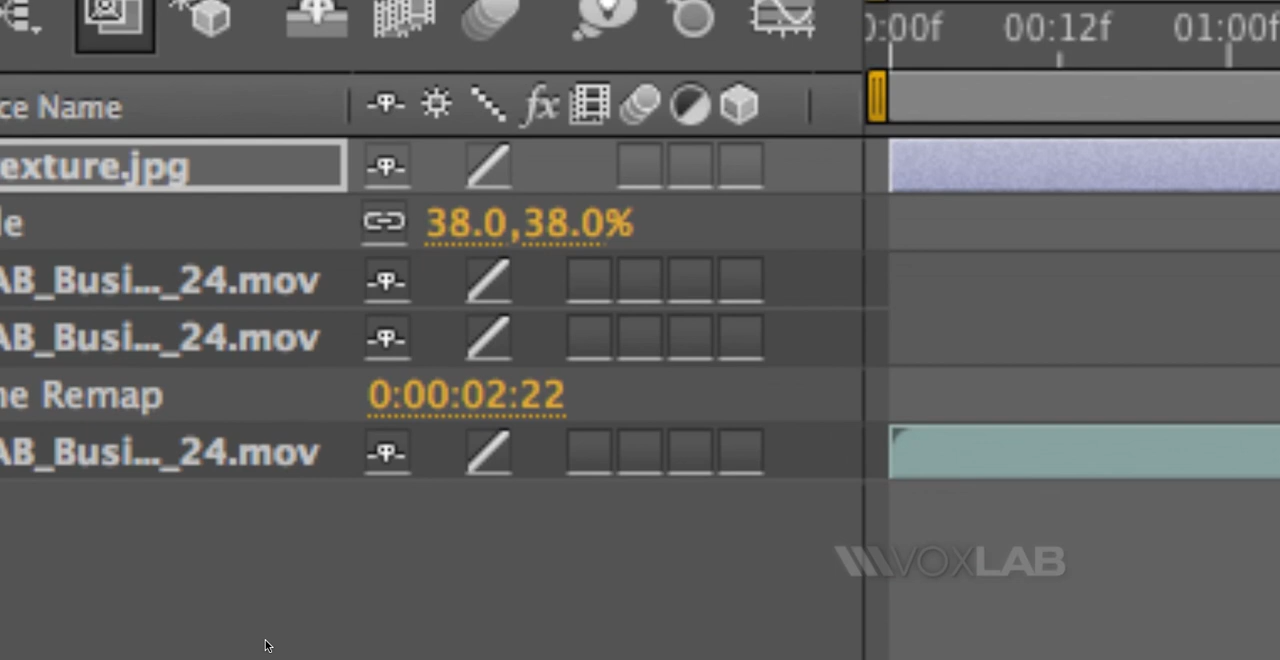 0:00f 00:12f 01:00f
ce Name fx
exture.jpg
le 38.0,38.0%
AB_Busi..._24.mov
AB_Busi..._24.mov
ne Remap 0:00:02:22
AB_Busi..._24.mov
VOXLAB